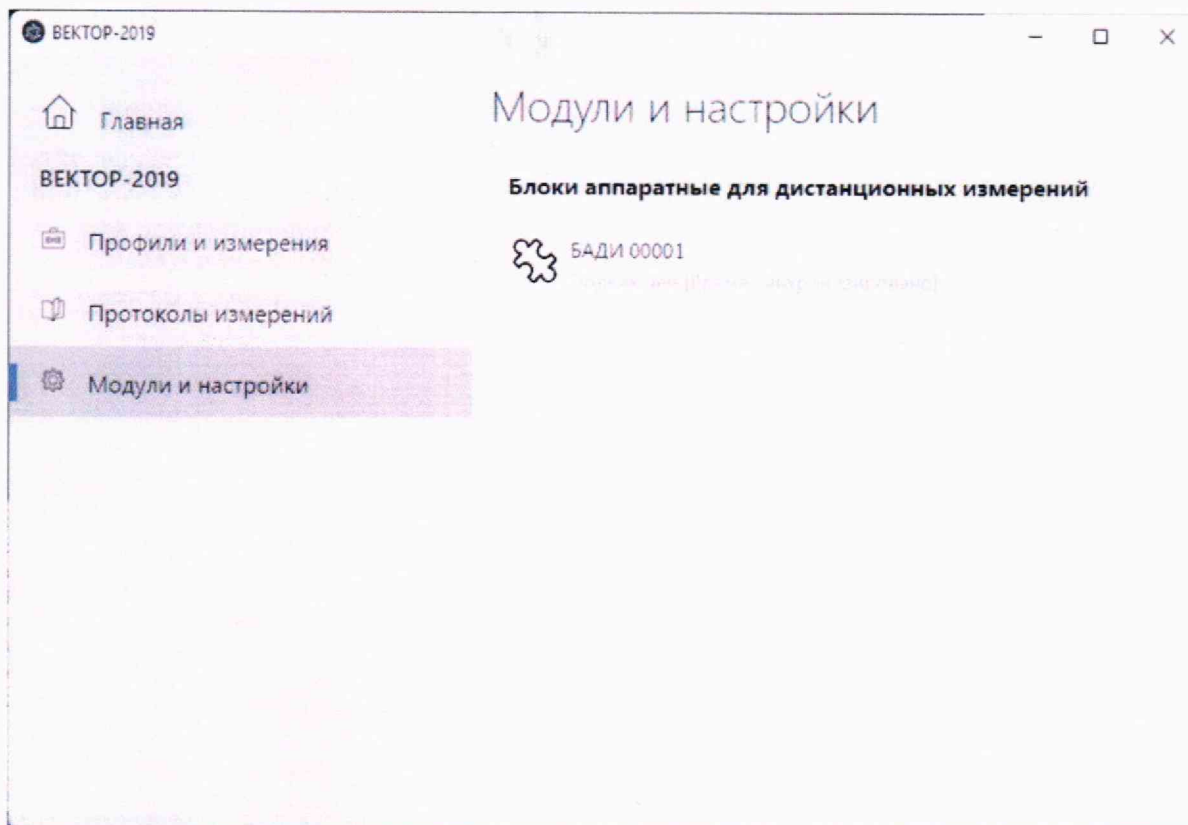 ВЕКТОР-2019
Главная
ВЕКТОР-2019
Профили и измерения
Протоколы измерений
Модули и настройки
Модули и настройки
Блоки аппаратные для дистанционных измерений
БАДИ 00001